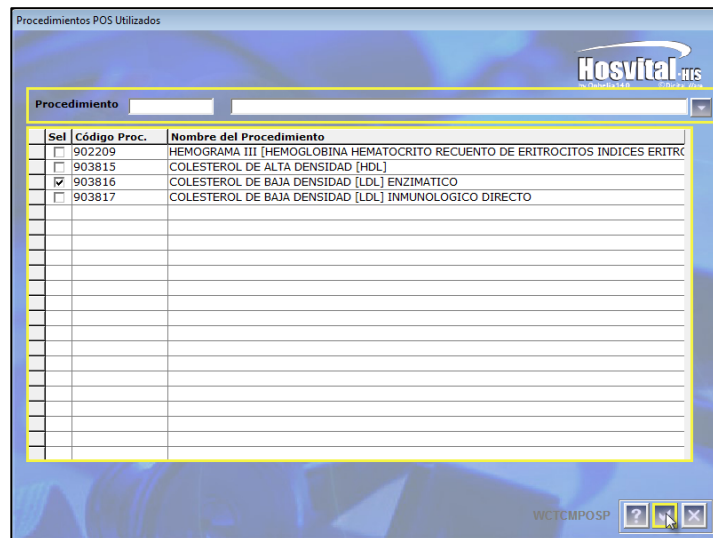 Procedimientos POS Utilizados
Hosvital-HIS
Procedimiento
Sel Código Proc. Nombre del Procedimiento
902209 HEMOGRAMA III [HEMOGLOBINA HEMATOCRITO RECUENTO DE ERITROCITOS INDICES ERITRO
903815 COLESTEROL DE ALTA DENSIDAD [HDL]
903816 COLESTEROL DE BAJA DENSIDAD [LDL] ENZIMATICO
903817 COLESTEROL DE BAJA DENSIDAD [LDL] INMUNOLOGICO DIRECTO
WCTCMPOSP ?